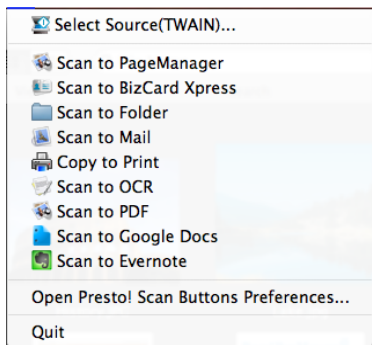 Select Source(TWAIN)...
Scan to PageManager
Scan to BizCard Xpress
Scan to Folder
Scan to Mail
Copy to Print
Scan to OCR
Scan to PDF
Scan to Google Docs
Scan to Evernote
Open Presto! Scan Buttons Preferences...
Quit